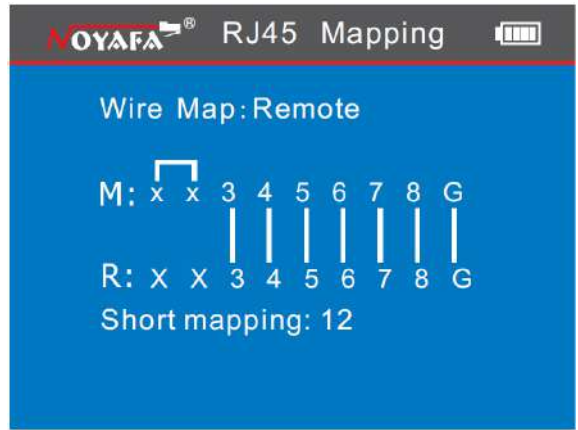 NOYAFA® RJ45 Mapping
Wire Map: Remote
M: x x 3 4 5 6 7 8 G
R: X X 3 4 5 6 7 8 G
Short mapping: 12